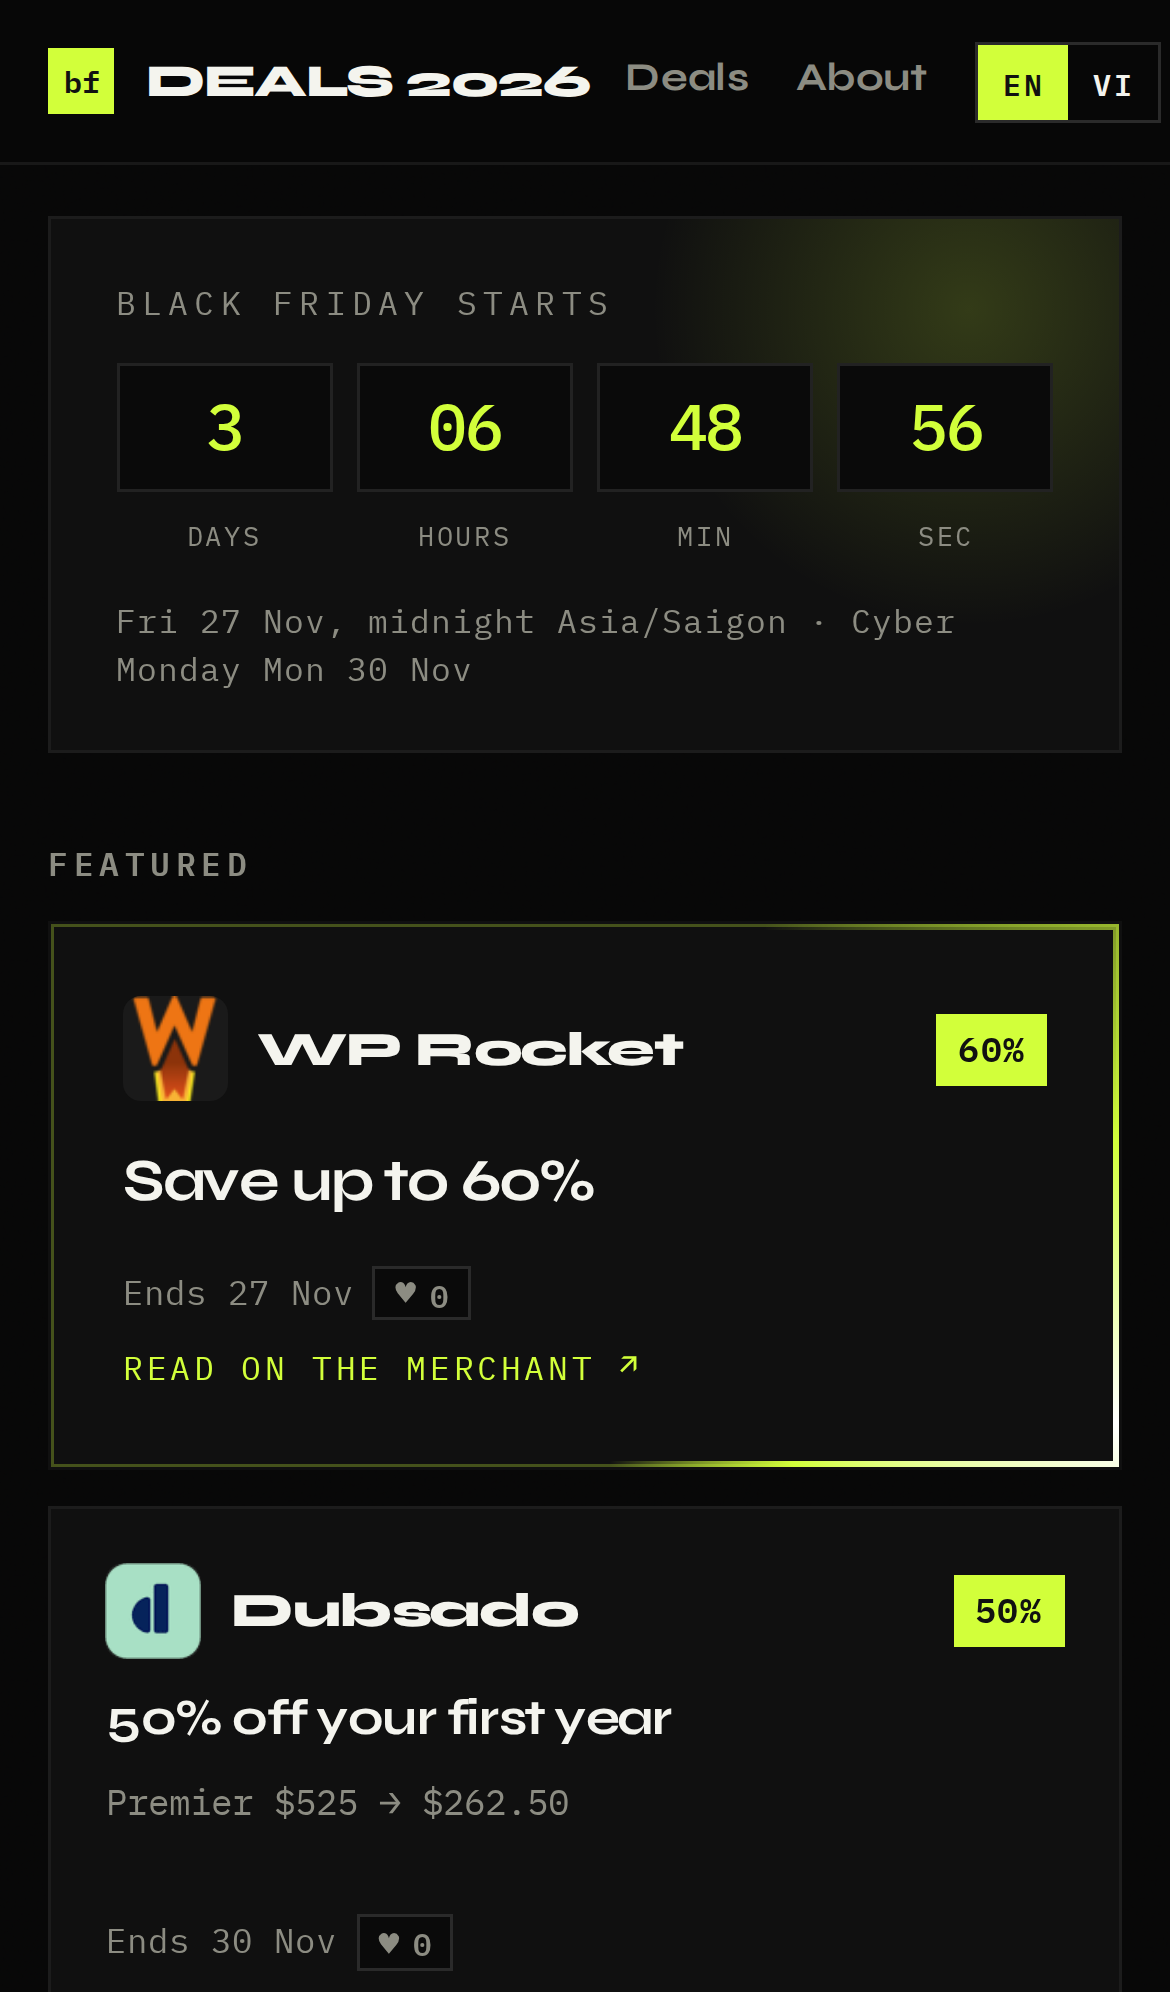 bf DEALS 2026 Deals About EN VI
BLACK FRIDAY STARTS
3 06 48 56
DAYS HOURS MIN SEC
Fri 27 Nov, midnight Asia/Saigon · Cyber
Monday Mon 30 Nov
FEATURED
WP Rocket 60%
Save up to 60%
Ends 27 Nov ♥ 0
READ ON THE MERCHANT ↗
Dubsado 50%
50% off your first year
Premier $525 → $262.50
Ends 30 Nov ♥ 0